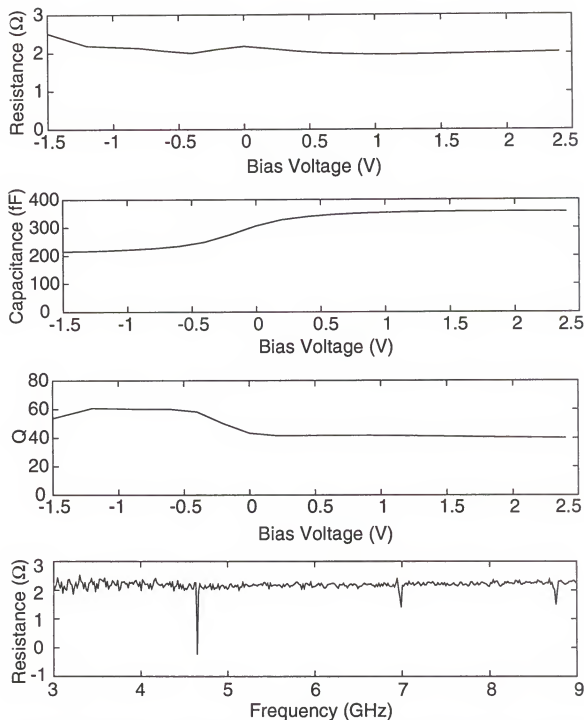 Resistance (Ω)
3
2
1
0
-1.5 -1 -0.5 0 0.5 1 1.5 2 2.5
Bias Voltage (V)
Capacitance (fF)
400
300
200
100
0
-1.5 -1 -0.5 0 0.5 1 1.5 2 2.5
Bias Voltage (V)
Q
80
60
40
20
0
-1.5 -1 -0.5 0 0.5 1 1.5 2 2.5
Bias Voltage (V)
Resistance (Ω)
3
2
1
0
-1
3 4 5 6 7 8 9
Frequency (GHz)